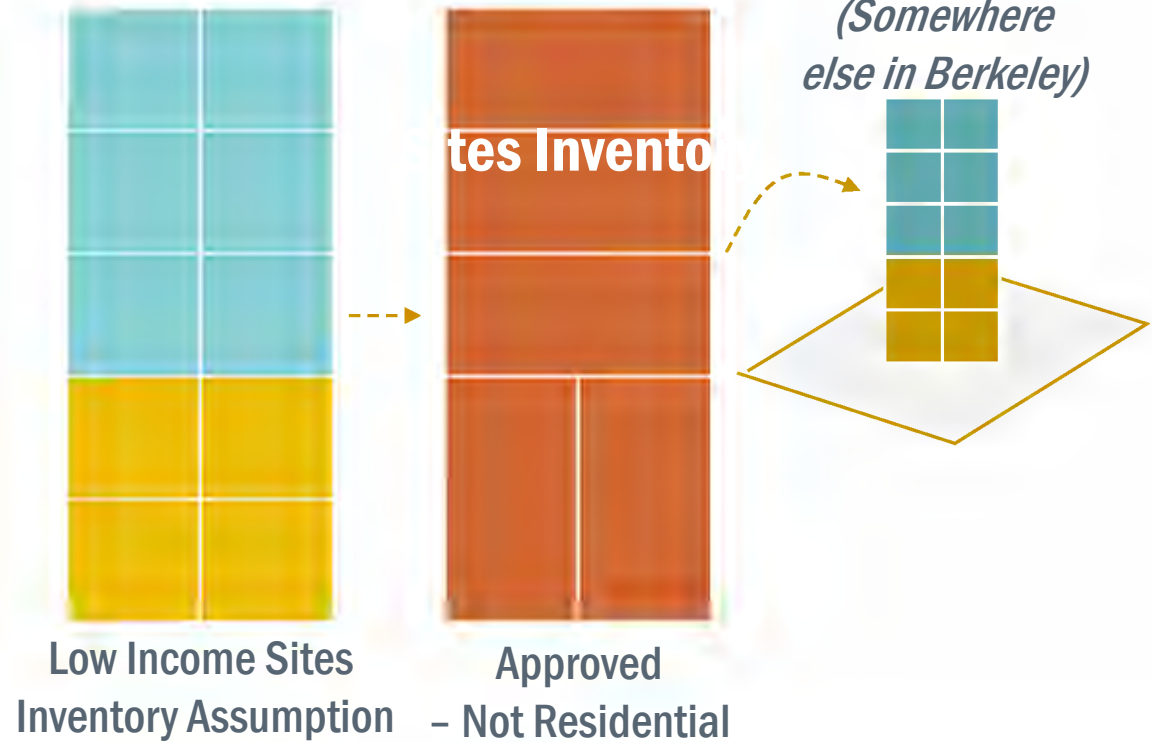 (Somewhere
else in Berkeley)
tes Invento
Low Income Sites
Inventory Assumption
Approved
– Not Residential